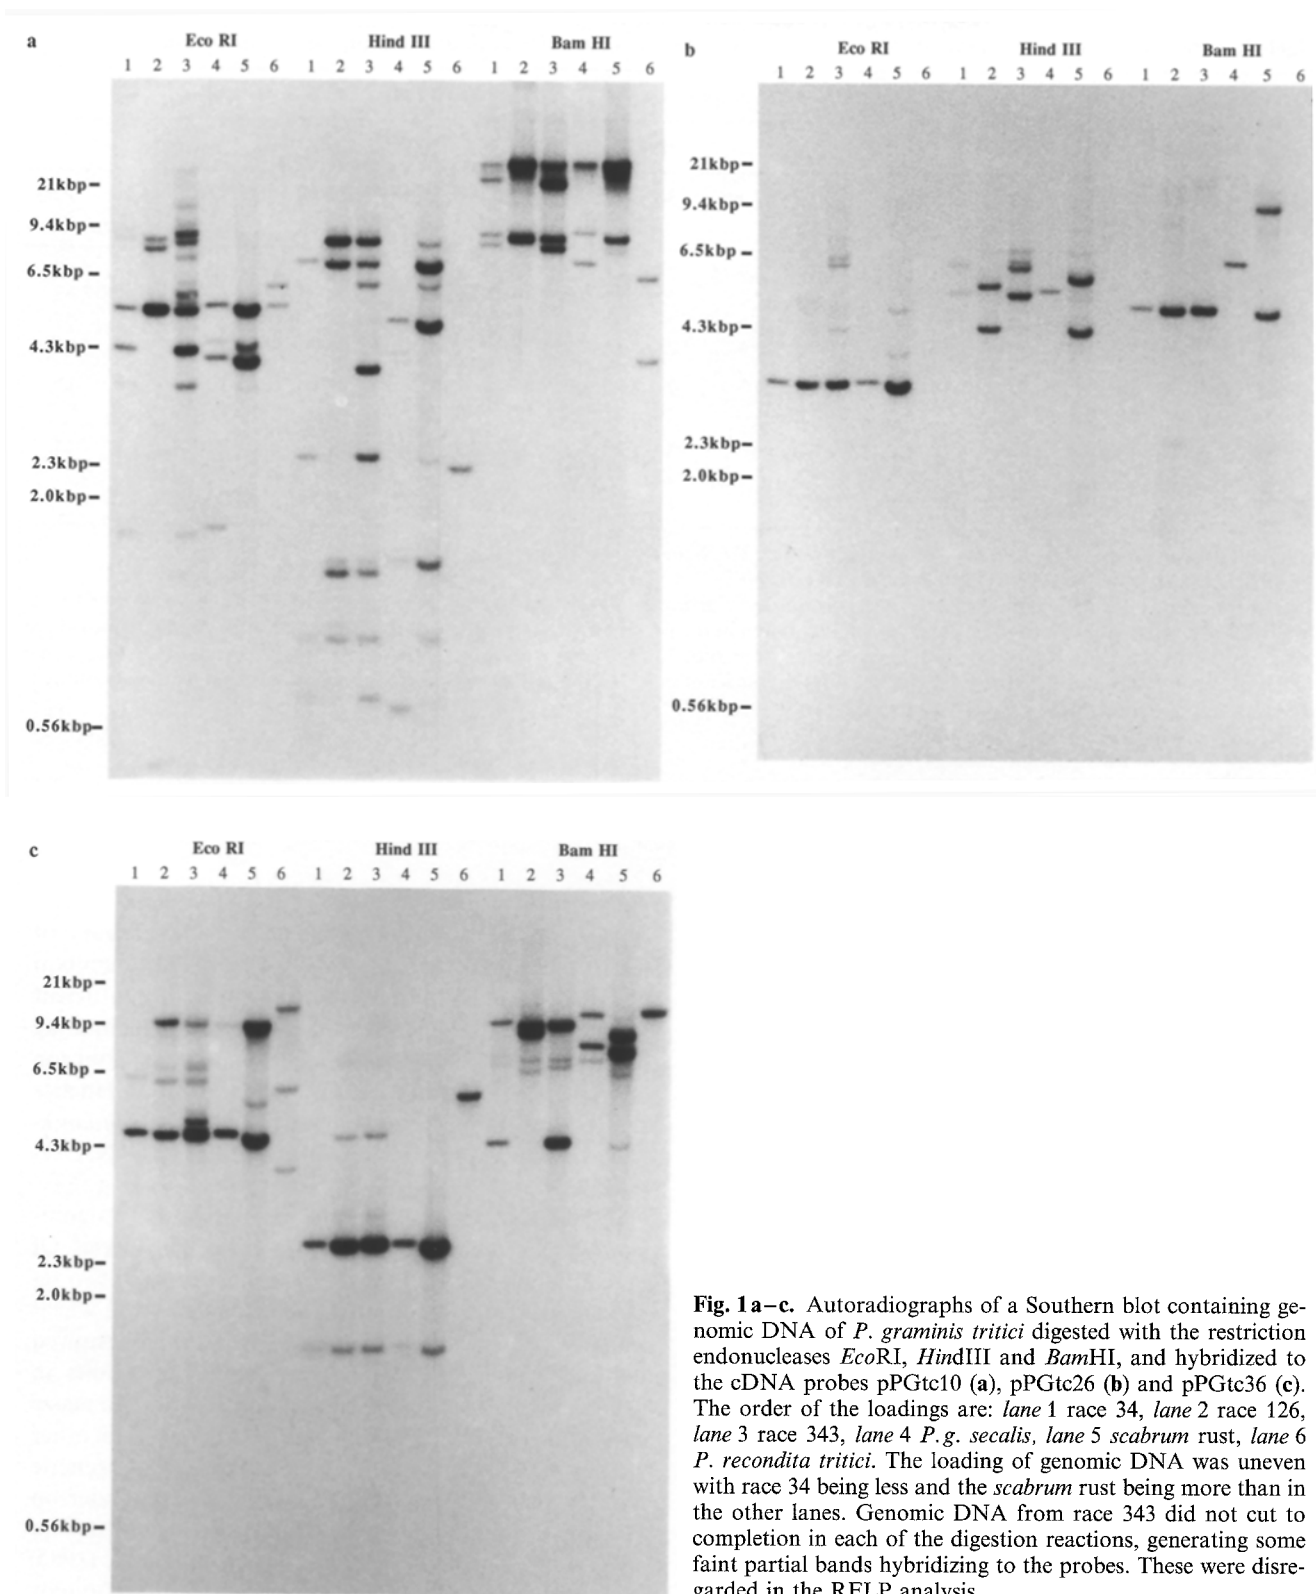 a
Eco RI Hind III Bam HI
1 2 3 4 5 6 1 2 3 4 5 6 1 2 3 4 5 6
21kbp–
9.4kbp–
6.5kbp –
4.3kbp–
2.3kbp–
2.0kbp–
0.56kbp–
b
Eco RI Hind III Bam HI
1 2 3 4 5 6 1 2 3 4 5 6 1 2 3 4 5 6
21kbp–
9.4kbp–
6.5kbp –
4.3kbp–
2.3kbp–
2.0kbp–
0.56kbp–
c
Eco RI Hind III Bam HI
1 2 3 4 5 6 1 2 3 4 5 6 1 2 3 4 5 6
21kbp–
9.4kbp–
6.5kbp –
4.3kbp–
2.3kbp–
2.0kbp–
0.56kbp–
Fig. 1 a–c. Autoradiographs of a Southern blot containing ge-
nomic DNA of P. graminis tritici digested with the restriction
endonucleases EcoRI, HindIII and BamHI, and hybridized to
the cDNA probes pPGtc10 (a), pPGtc26 (b) and pPGtc36 (c).
The order of the loadings are: lane 1 race 34, lane 2 race 126,
lane 3 race 343, lane 4 P.g. secalis, lane 5 scabrum rust, lane 6
P. recondita tritici. The loading of genomic DNA was uneven
with race 34 being less and the scabrum rust being more than in
the other lanes. Genomic DNA from race 343 did not cut to
completion in each of the digestion reactions, generating some
faint partial bands hybridizing to the probes. These were disre-
garded in the RFLP analysis